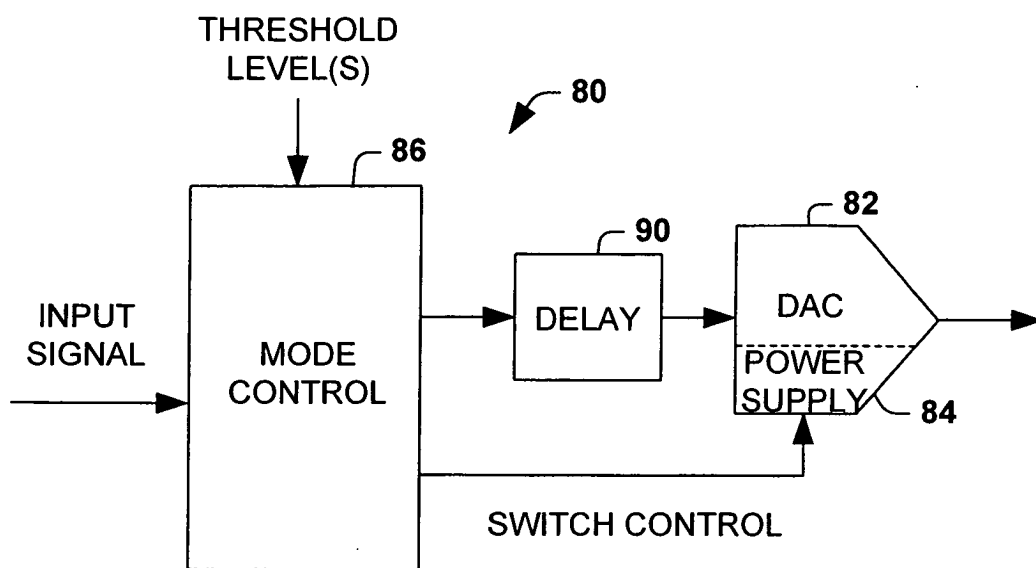 THRESHOLD
LEVEL(S)
80
86
82
90
INPUT
SIGNAL
MODE
CONTROL
DELAY
DAC
POWER
SUPPLY
84
SWITCH CONTROL